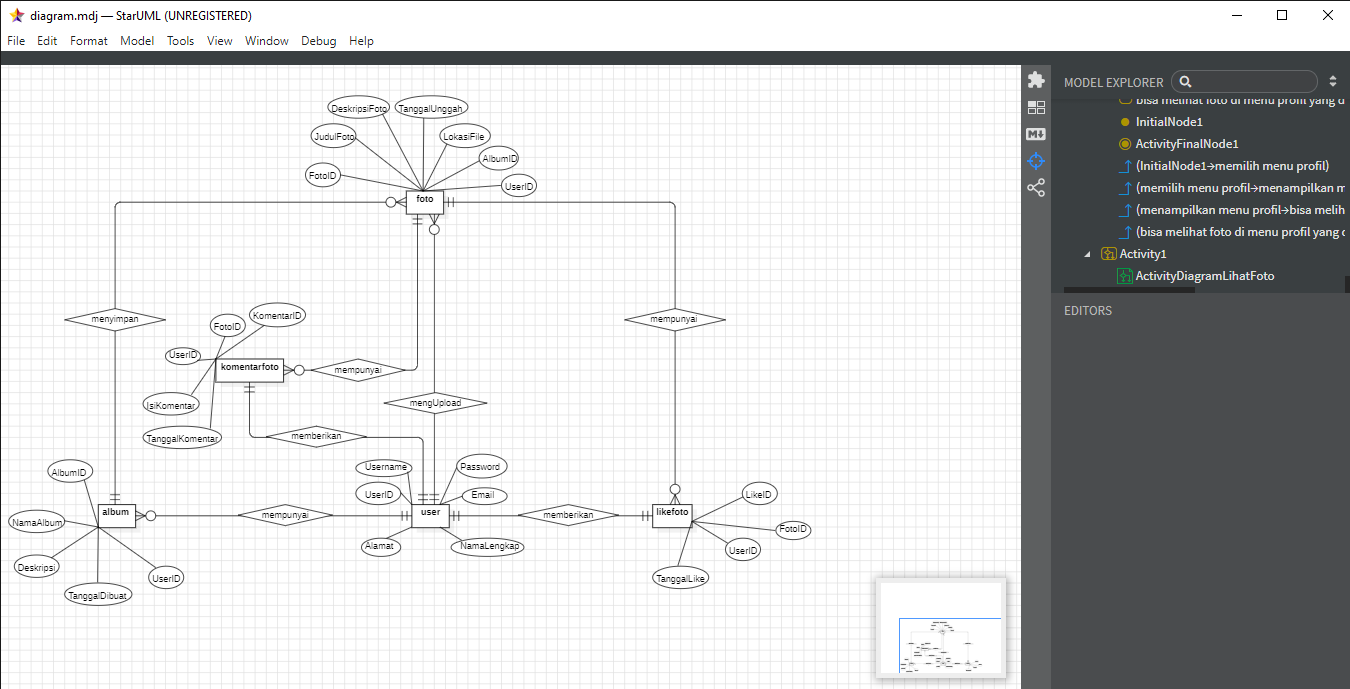 diagram.mdj — StarUML (UNREGISTERED)
File Edit Format Model Tools View Window Debug Help
DeskripsiFoto
TanggalUnggah
JudulFoto
LokasiFile
AlbumID
FotoID
UserID
foto
menyimpan
mempunyai
KomentarID
FotoID
UserID
komentarfoto
mempunyai
IsiKomentar
mengUpload
TanggalKomentar
memberikan
AlbumID
Username
Password
UserID
Email
LikeID
NamaAlbum
album
mempunyai
user
memberikan
likefoto
FotoID
Alamat
NamaLengkap
UserID
Deskripsi
UserID
TanggalLike
TanggalDibuat
MODEL EXPLORER
bisa melihat foto di menu profil yang d
InitialNode1
ActivityFinalNode1
(InitialNode1→memilih menu profil)
(memilih menu profil→menampilkan m
(menampilkan menu profil→bisa melih
(bisa melihat foto di menu profil yang d
Activity1
ActivityDiagramLihatFoto
EDITORS
M↓